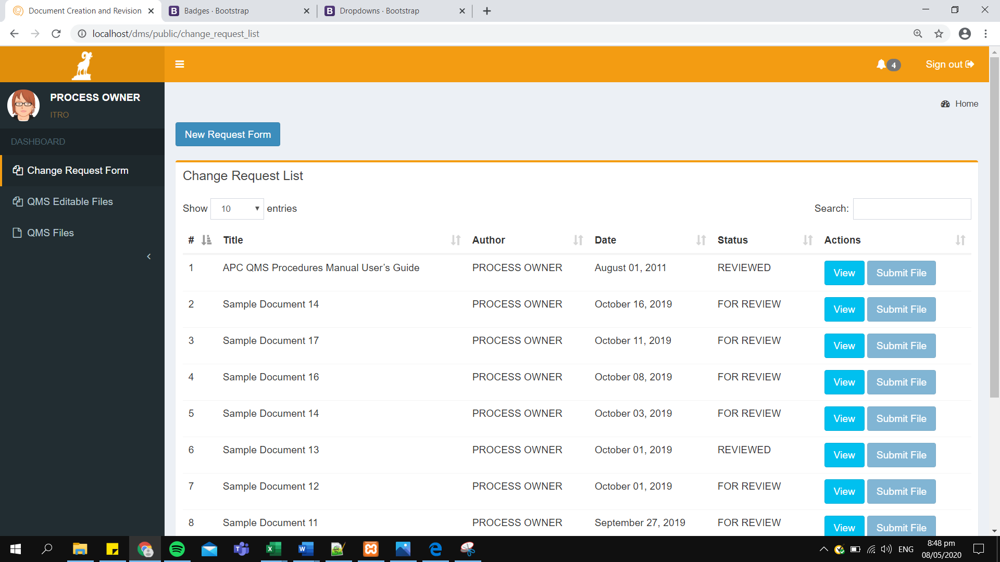 Document Creation and Revision
Badges · Bootstrap
Dropdowns · Bootstrap
localhost/dms/public/change_request_list
4
Sign out
PROCESS OWNER
ITRO
Home
DASHBOARD
New Request Form
Change Request Form
QMS Editable Files
QMS Files
Change Request List
Show 10 entries
Search:
# Title Author Date Status Actions
1 APC QMS Procedures Manual User’s Guide PROCESS OWNER August 01, 2011 REVIEWED View Submit File
2 Sample Document 14 PROCESS OWNER October 16, 2019 FOR REVIEW View Submit File
3 Sample Document 17 PROCESS OWNER October 11, 2019 FOR REVIEW View Submit File
4 Sample Document 16 PROCESS OWNER October 08, 2019 FOR REVIEW View Submit File
5 Sample Document 14 PROCESS OWNER October 03, 2019 FOR REVIEW View Submit File
6 Sample Document 13 PROCESS OWNER October 01, 2019 REVIEWED View Submit File
7 Sample Document 12 PROCESS OWNER October 01, 2019 FOR REVIEW View Submit File
8 Sample Document 11 PROCESS OWNER September 27, 2019 FOR REVIEW View Submit File
ENG
8:48 pm
08/05/2020